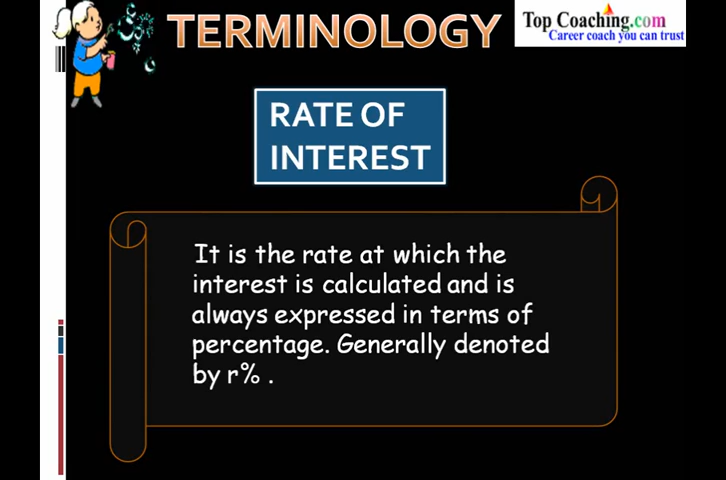 TERMINOLOGY
Top Coaching.com
Career coach you can trust
RATE OF
INTEREST
It is the rate at which the
interest is calculated and is
always expressed in terms of
percentage. Generally denoted
by r% .